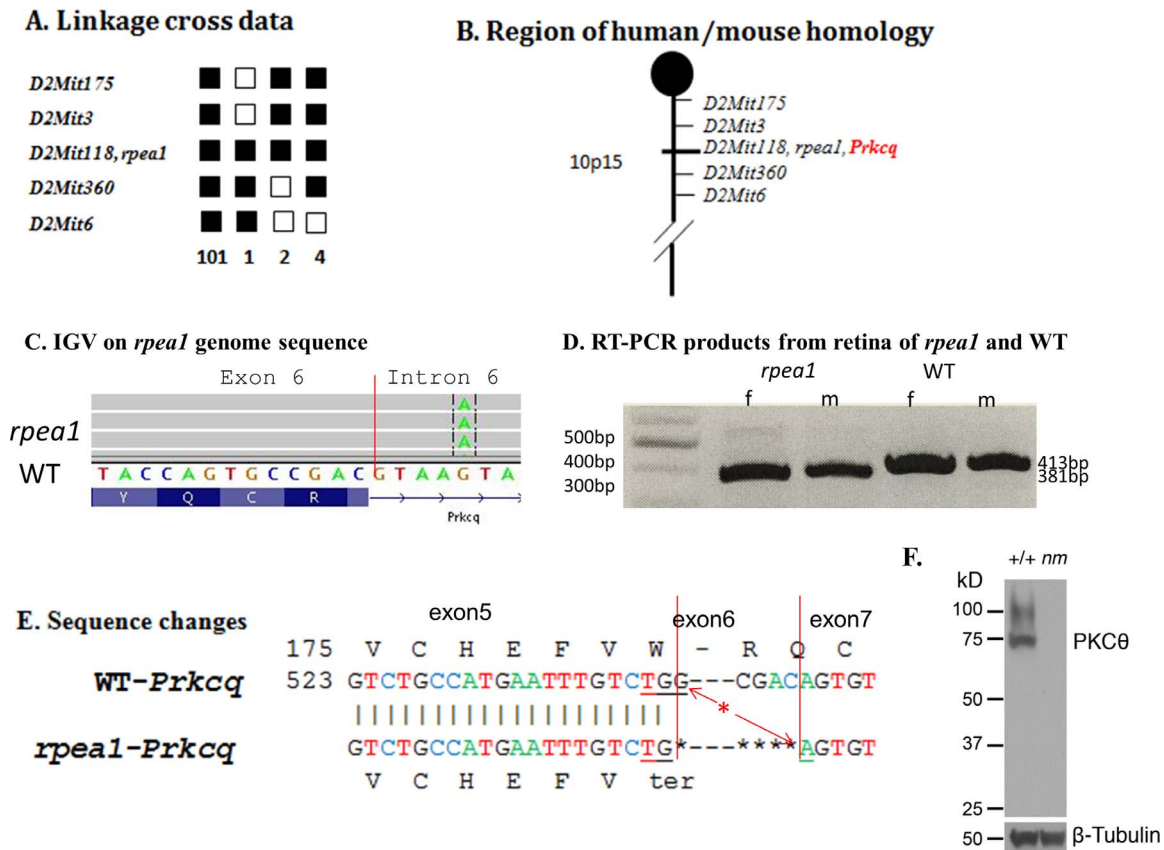 A. Linkage cross data
D2Mit175
D2Mit3
D2Mit118, rpea1
D2Mit360
D2Mit6
101 1 2 4
B. Region of human/mouse homology
D2Mit175
D2Mit3
D2Mit118, rpea1, Prkcq
D2Mit360
D2Mit6
10p15
C. IGV on rpea1 genome sequence
Exon 6 Intron 6
rpea1
A
A
A
WT
T A C C A G T G C C G A C G T A A G T A
Y Q C R
Prkcq
D. RT-PCR products from retina of rpea1 and WT
rpea1 WT
f m f m
500bp
400bp
300bp
413bp
381bp
E. Sequence changes
exon5 exon6 exon7
175 V C H E F V W - R Q C
WT-Prkcq 523 GTCTGCCATGAATTTGTCTGG---CGACAGTGT
*
rpea1-Prkcq GTCTGCCATGAATTTGTCTG*---****AGTGT
V C H E F V ter
F.
+/+ nm
kD
100
75
50
37
25
50
PKCθ
β-Tubulin